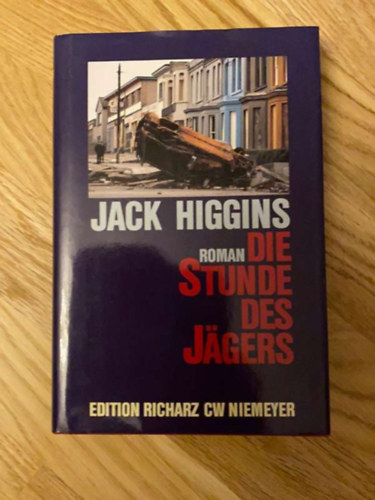 JACK HIGGINS
ROMAN DIE
STUNDE
DES
JÄGERS
EDITION RICHARZ CW NIEMEYER